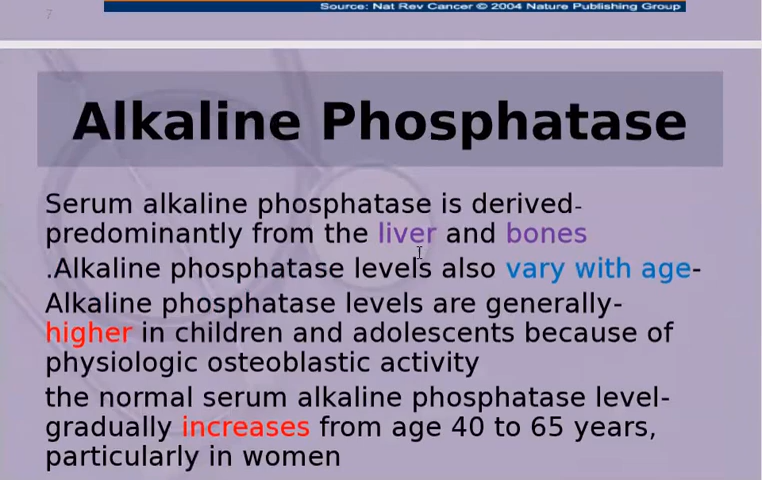 Source: Nat Rev Cancer © 2004 Nature Publishing Group
7
Alkaline Phosphatase
Serum alkaline phosphatase is derived-
predominantly from the liver and bones
.Alkaline phosphatase levels also vary with age-
Alkaline phosphatase levels are generally-
higher in children and adolescents because of
physiologic osteoblastic activity
the normal serum alkaline phosphatase level-
gradually increases from age 40 to 65 years,
particularly in women